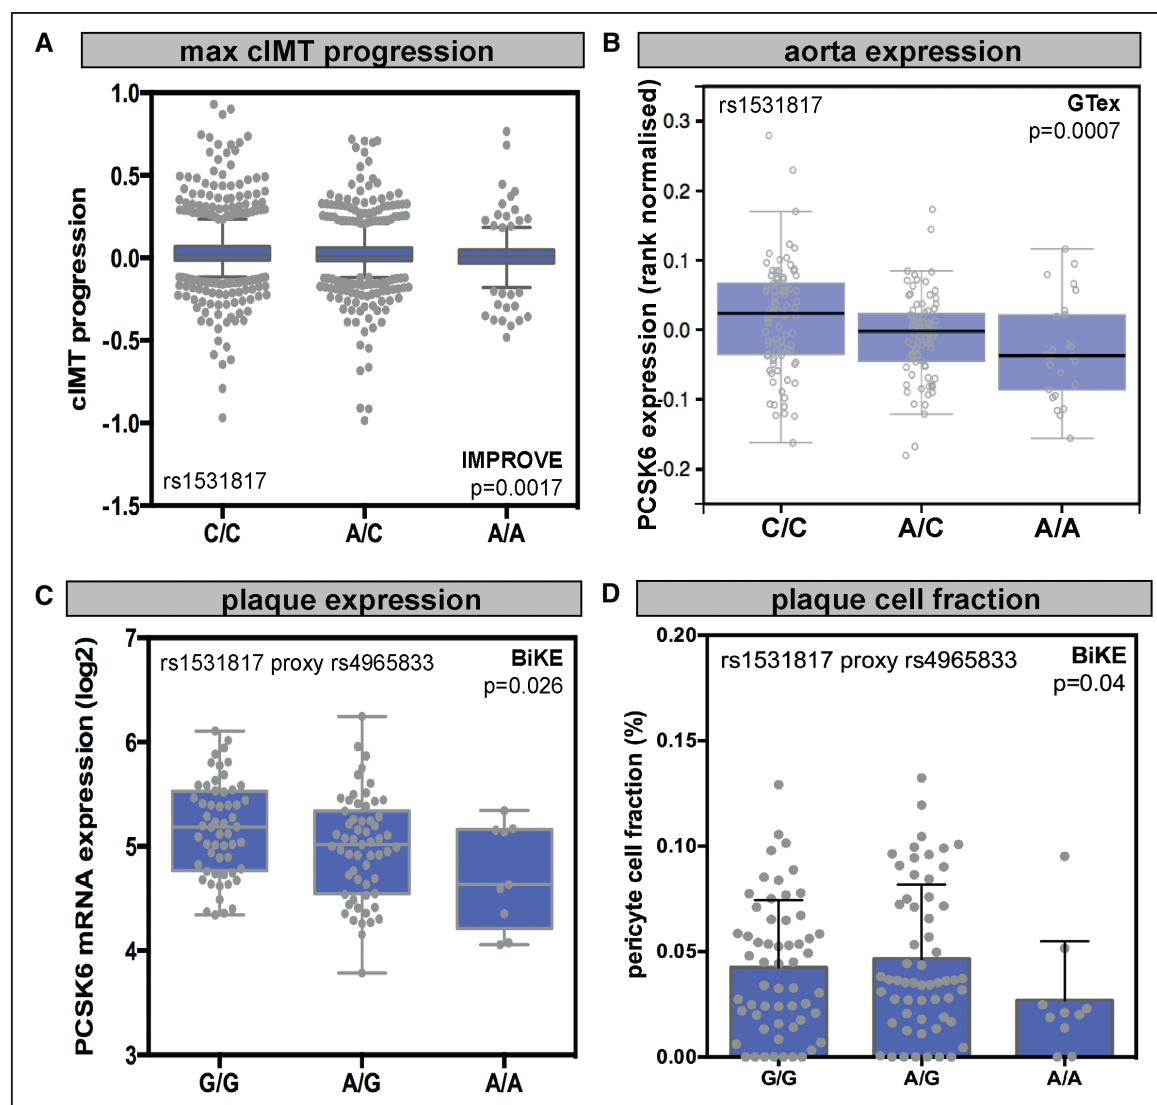 A
max cIMT progression
cIMT progression
1.0
0.5
0.0
-0.5
-1.0
-1.5
rs1531817
IMPROVE
p=0.0017
C/C A/C A/A
B
aorta expression
PCSK6 expression (rank normalised)
0.3
0.2
0.1
0.0
-0.1
-0.2
rs1531817
GTex
p=0.0007
C/C A/C A/A
C
plaque expression
PCSK6 mRNA expression (log2)
7
6
5
4
3
rs1531817 proxy rs4965833
BiKE
p=0.026
G/G A/G A/A
D
plaque cell fraction
pericyte cell fraction (%)
0.20
0.15
0.10
0.05
0.00
rs1531817 proxy rs4965833
BiKE
p=0.04
G/G A/G A/A